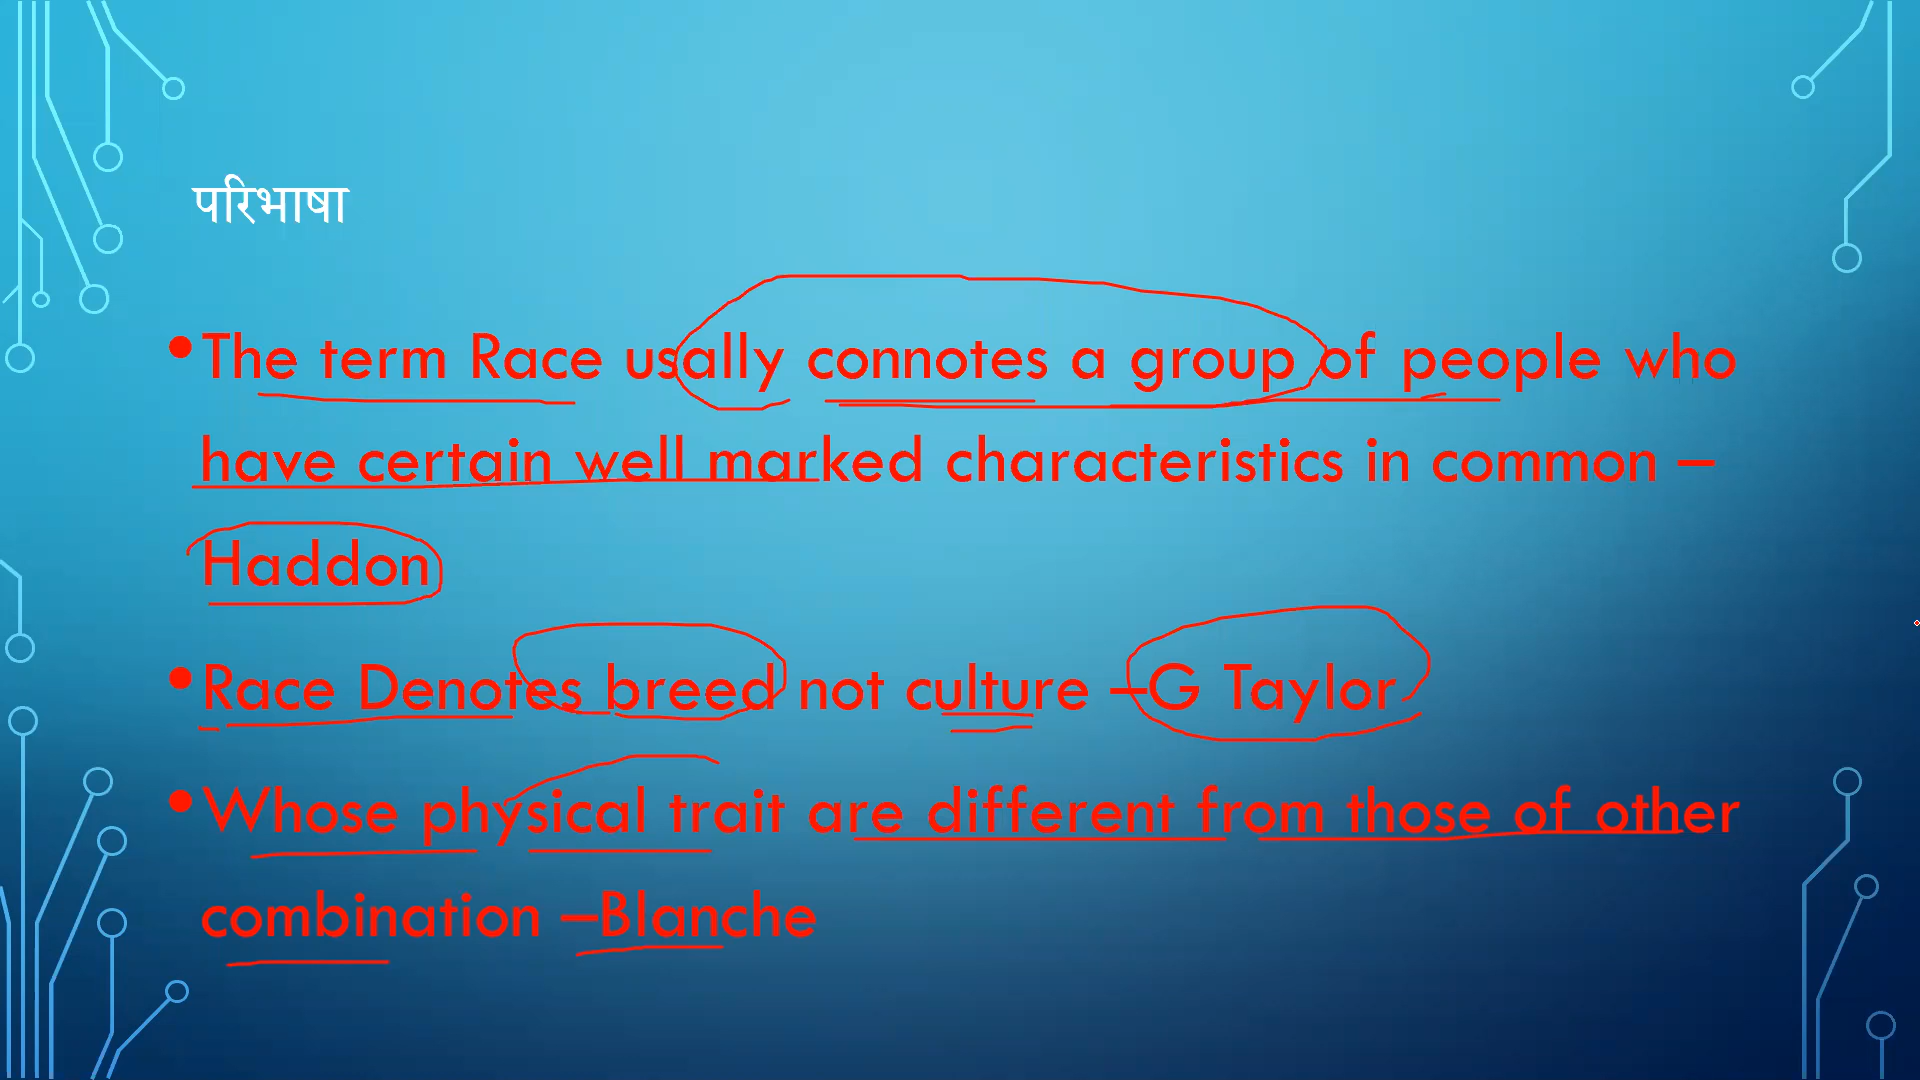 परिभाषा
•The term Race usally connotes a group of people who
have certain well marked characteristics in common –
Haddon
•Race Denotes breed not culture –G Taylor
•Whose physical trait are different from those of other
combination –Blanche